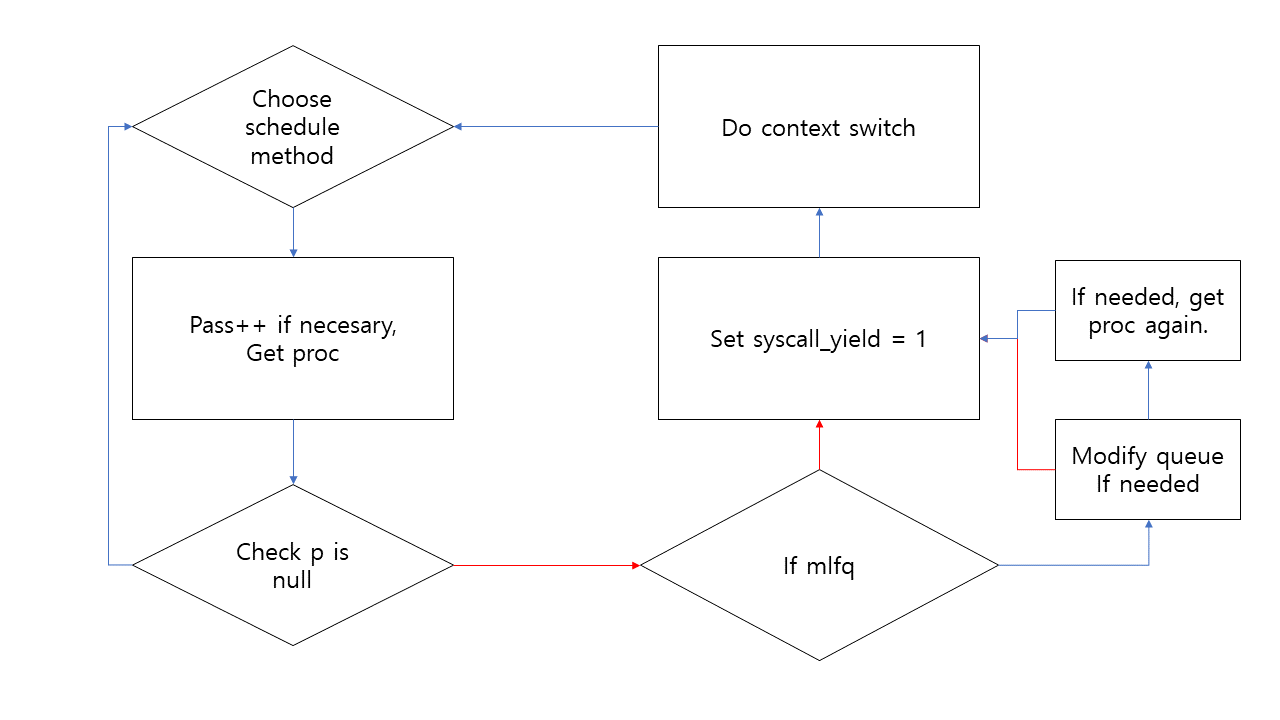 Choose
schedule
method
Do context switch
Pass++ if necesary,
Get proc
Set syscall_yield = 1
If needed, get
proc again.
Modify queue
If needed
Check p is
null
If mlfq